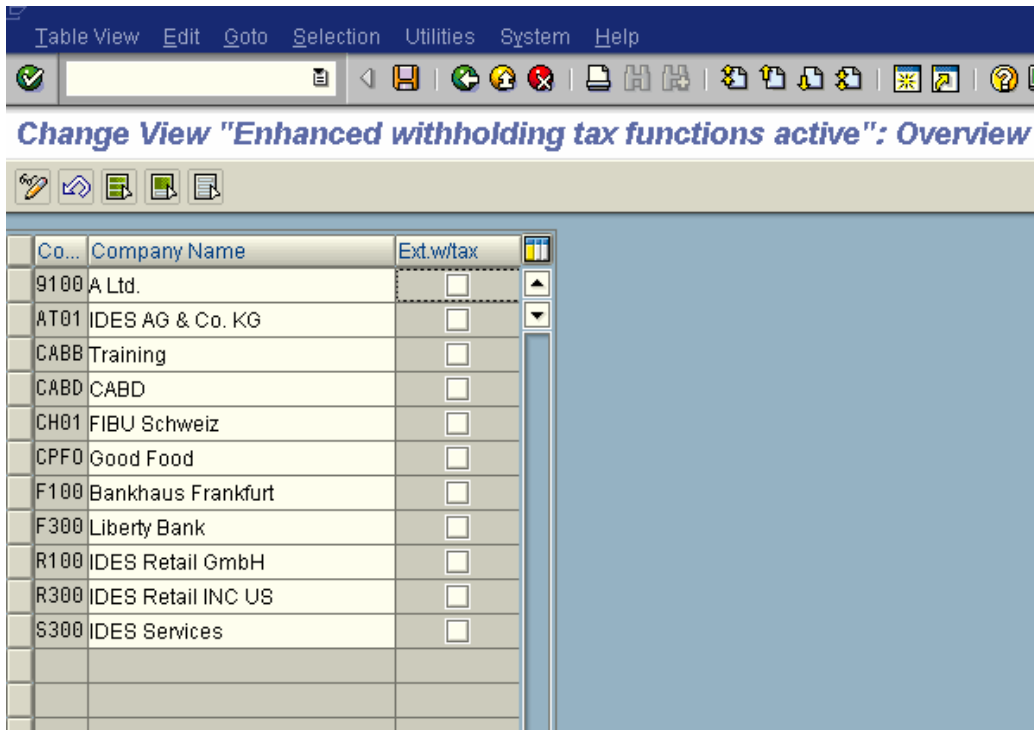 Table View Edit Goto Selection Utilities System Help
Change View "Enhanced withholding tax functions active": Overview
Co... Company Name Ext.w/tax
9100 A Ltd.
AT01 IDES AG & Co. KG
CABB Training
CABD CABD
CH01 FIBU Schweiz
CPFO Good Food
F100 Bankhaus Frankfurt
F300 Liberty Bank
R100 IDES Retail GmbH
R300 IDES Retail INC US
S300 IDES Services